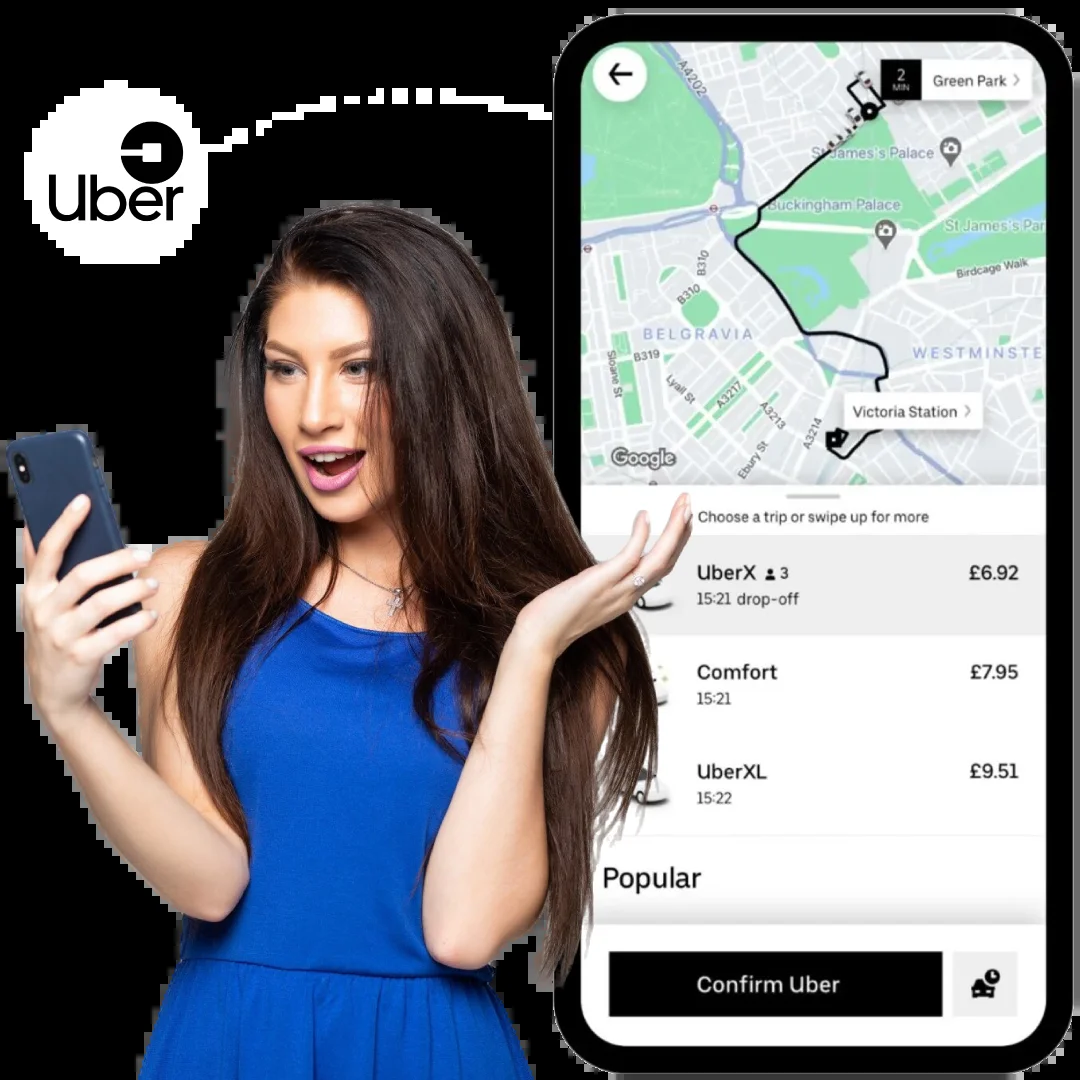 Uber
2
MIN
Green Park
A4202
St James's Palace
Buckingham Palace
St James's Par
Birdcage Walk
B310
B310
BELGRAVIA
WESTMINSTE
B319
Sloane St
Lyall St
A3217
A3213
A3214
Ebury St
Victoria Station
Google
Choose a trip or swipe up for more
UberX 3 £6.92
15:21 drop-off
Comfort £7.95
15:21
UberXL £9.51
15:22
Popular
Confirm Uber